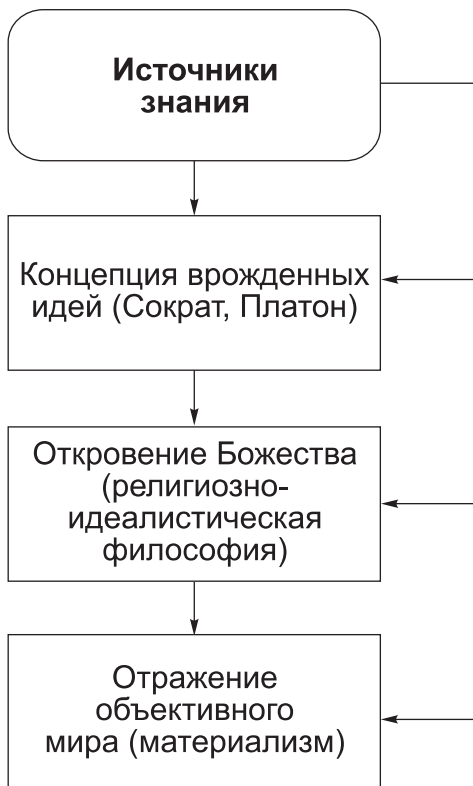 Источники
знания
Концепция врожденных
идей (Сократ, Платон)
Откровение Божества
(религиозно-
идеалистическая
философия)
Отражение
объективного
мира (материализм)